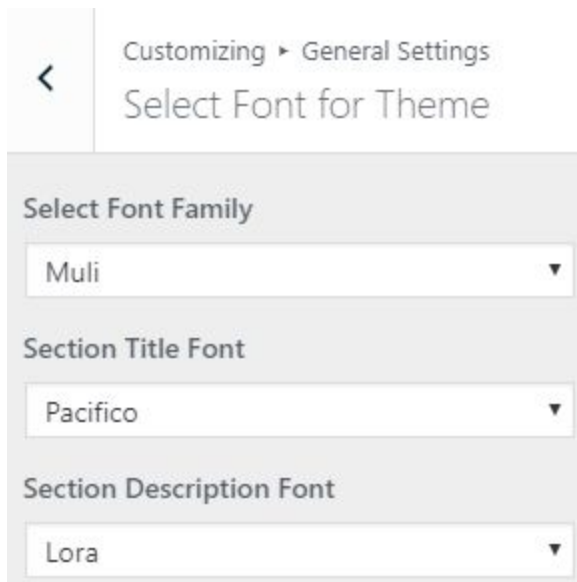 Customizing ▸ General Settings
Select Font for Theme
Select Font Family
Muli
Section Title Font
Pacifico
Section Description Font
Lora